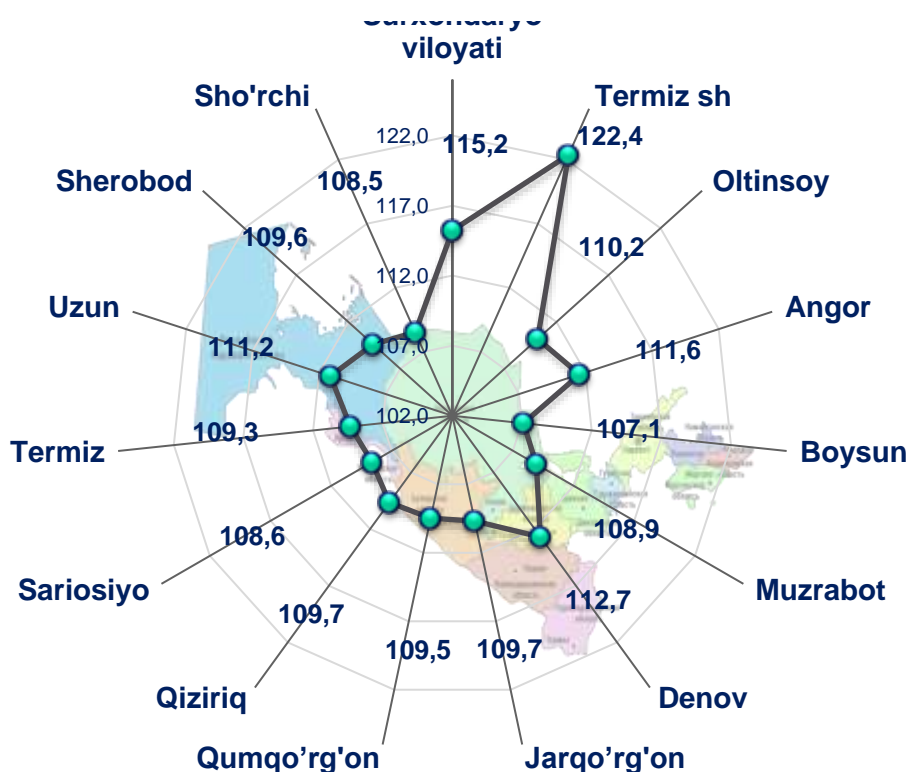 Surxondaryo
viloyati
Termiz sh
122,4
Oltinsoy
110,2
Angor
111,6
Boysun
107,1
Muzrabot
108,9
Denov
112,7
Jarqo’rg'on
109,7
Qumqo’rg'on
109,5
Qiziriq
109,7
Sariosiyo
108,6
Termiz
109,3
Uzun
111,2
Sherobod
109,6
Sho'rchi
108,5
115,2
122,0
117,0
112,0
107,0
102,0